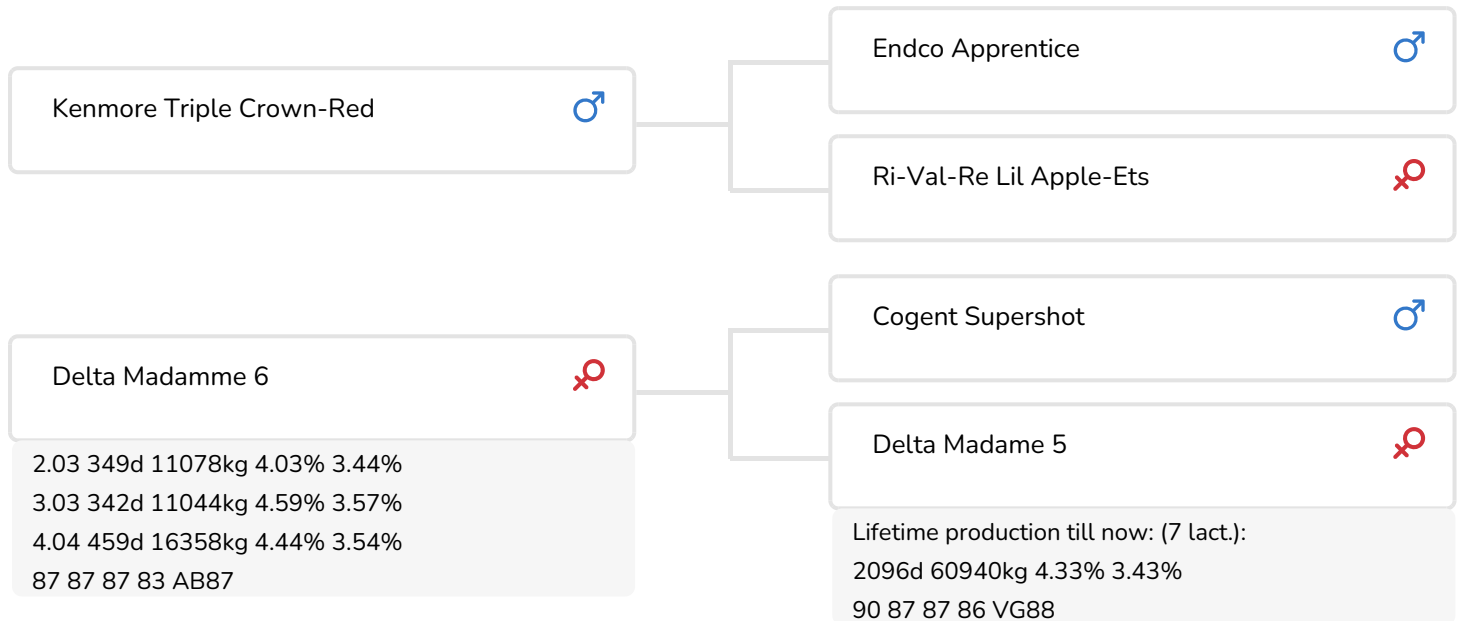 Kenmore Triple Crown-Red
Endco Apprentice
Ri-Val-Re Lil Apple-Ets
Delta Madamme 6
2.03 349d 11078kg 4.03% 3.44%
3.03 342d 11044kg 4.59% 3.57%
4.04 459d 16358kg 4.44% 3.54%
87 87 87 83 AB87
Cogent Supershot
Delta Madame 5
Lifetime production till now: (7 lact.):
2096d 60940kg 4.33% 3.43%
90 87 87 86 VG88